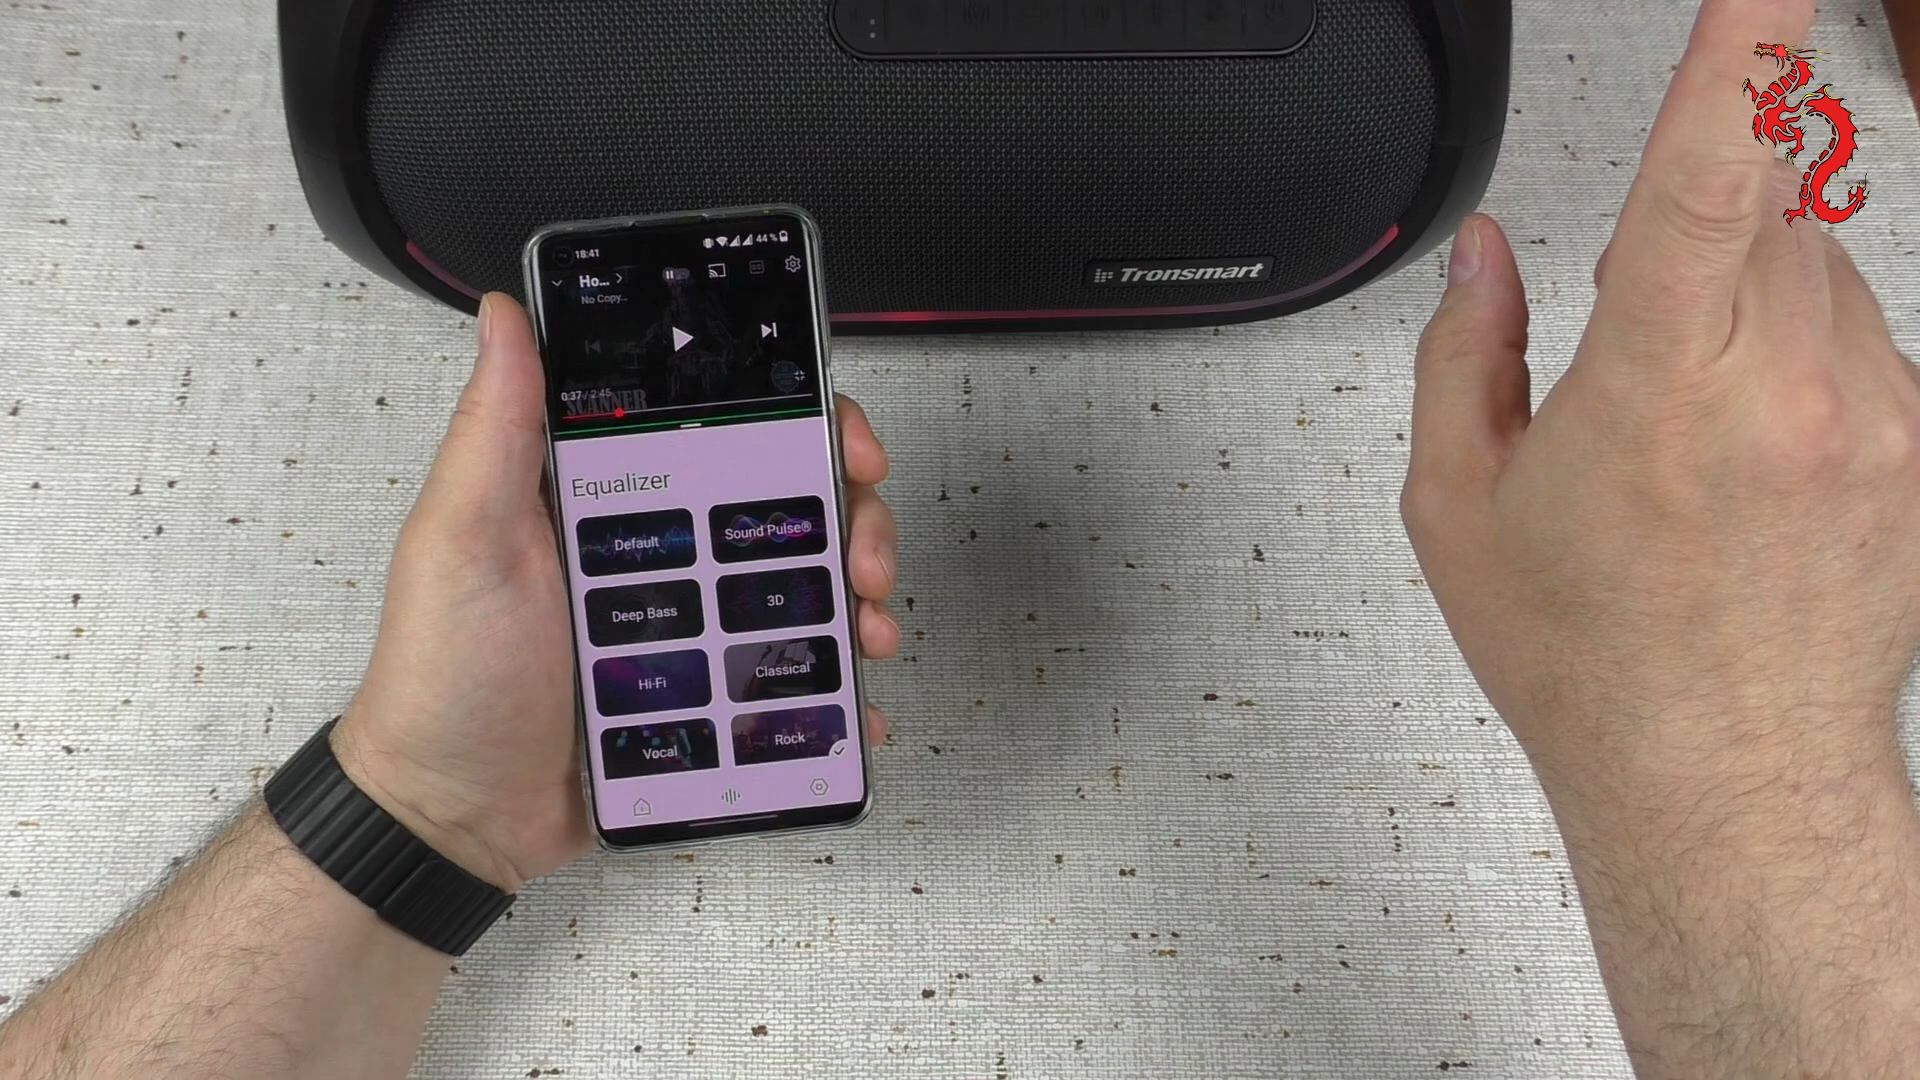 18:41
44 %
Ho...
No Copy...
0:37 / 2:45
SCANNER
Equalizer
Default
Sound Pulse®
Deep Bass
3D
Hi-Fi
Classical
Vocal
Rock
Tronsmart